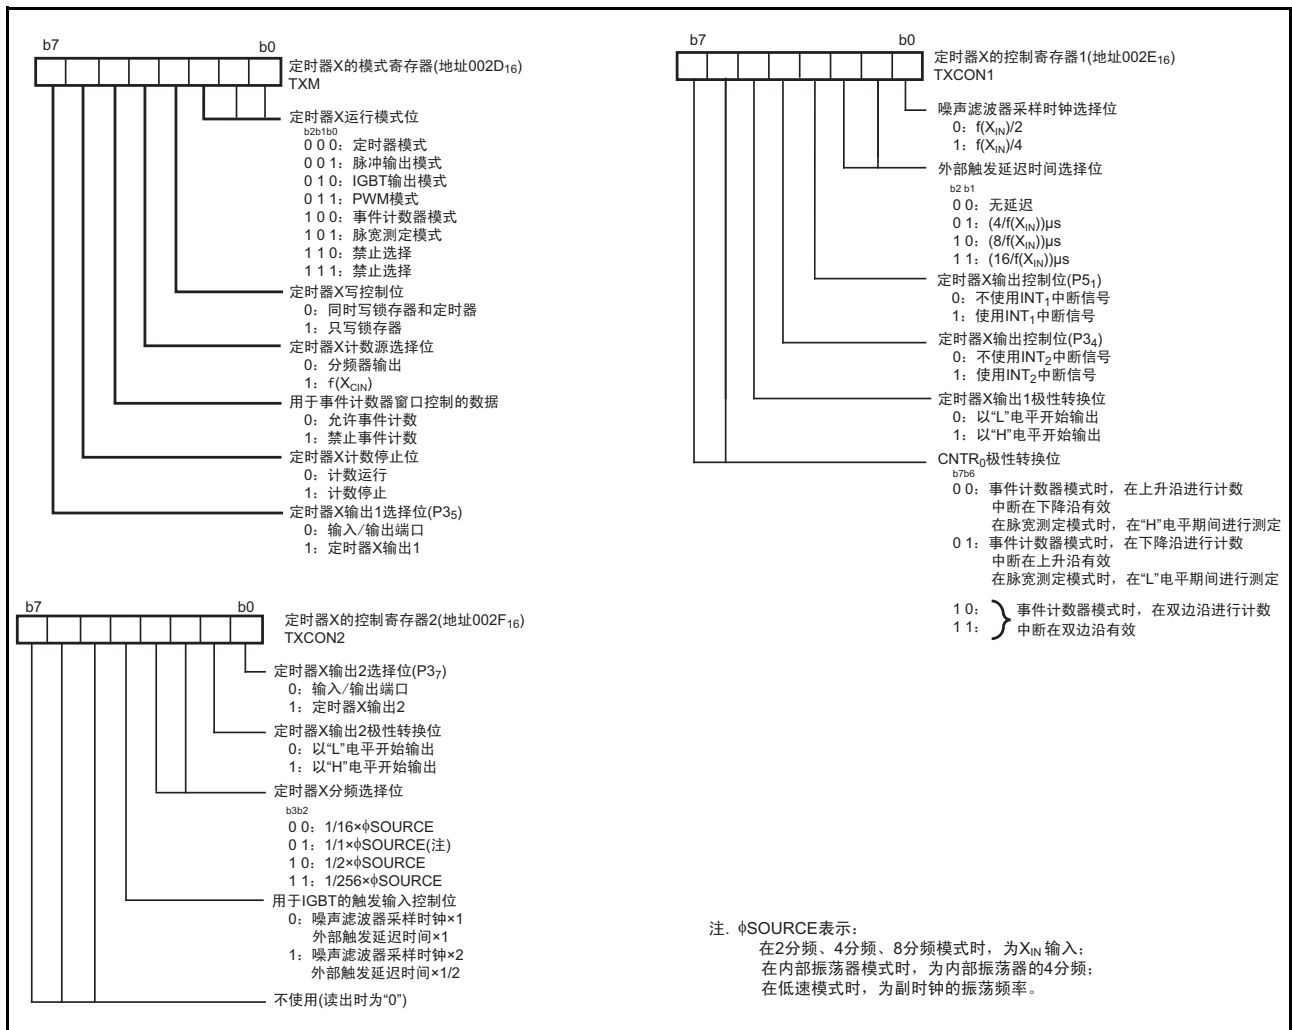 b7 b0
定时器X的模式寄存器(地址002D16)
TXM
定时器X运行模式位
b2b1b0
0 0 0：定时器模式
0 0 1：脉冲输出模式
0 1 0：IGBT输出模式
0 1 1：PWM模式
1 0 0：事件计数器模式
1 0 1：脉宽测定模式
1 1 0：禁止选择
1 1 1：禁止选择
定时器X写控制位
0：同时写锁存器和定时器
1：只写锁存器
定时器X计数源选择位
0：分频器输出
1：f(XCIN)
用于事件计数器窗口控制的数据
0：允许事件计数
1：禁止事件计数
定时器X计数停止位
0：计数运行
1：计数停止
定时器X输出1选择位(P35)
0：输入/输出端口
1：定时器X输出1
b7 b0
定时器X的控制寄存器1(地址002E16)
TXCON1
噪声滤波器采样时钟选择位
0：f(XIN)/2
1：f(XIN)/4
外部触发延迟时间选择位
b2 b1
0 0：无延迟
0 1：(4/f(XIN))μs
1 0：(8/f(XIN))μs
1 1：(16/f(XIN))μs
定时器X输出控制位(P51)
0：不使用INT1中断信号
1：使用INT1中断信号
定时器X输出控制位(P34)
0：不使用INT2中断信号
1：使用INT2中断信号
定时器X输出1极性转换位
0：以“L”电平开始输出
1：以“H”电平开始输出
CNTR0极性转换位
b7b6
0 0：事件计数器模式时，在上升沿进行计数
中断在下降沿有效
在脉宽测定模式时，在“H”电平期间进行测定
0 1：事件计数器模式时，在下降沿进行计数
中断在上升沿有效
在脉宽测定模式时，在“L”电平期间进行测定
1 0： 事件计数器模式时，在双边沿进行计数
1 1： 中断在双边沿有效
b7 b0
定时器X的控制寄存器2(地址002F16)
TXCON2
定时器X输出2选择位(P37)
0：输入/输出端口
1：定时器X输出2
定时器X输出2极性转换位
0：以“L”电平开始输出
1：以“H”电平开始输出
定时器X分频选择位
b3b2
0 0：1/16×ϕSOURCE
0 1：1/1×ϕSOURCE(注)
1 0：1/2×ϕSOURCE
1 1：1/256×ϕSOURCE
用于IGBT的触发输入控制位
0：噪声滤波器采样时钟×1
外部触发延迟时间×1
1：噪声滤波器采样时钟×2
外部触发延迟时间×1/2
不使用(读出时为“0”)
注. ϕSOURCE表示：
在2分频、4分频、8分频模式时，为XIN 输入；
在内部振荡器模式时，为内部振荡器的4分频；
在低速模式时，为副时钟的振荡频率。